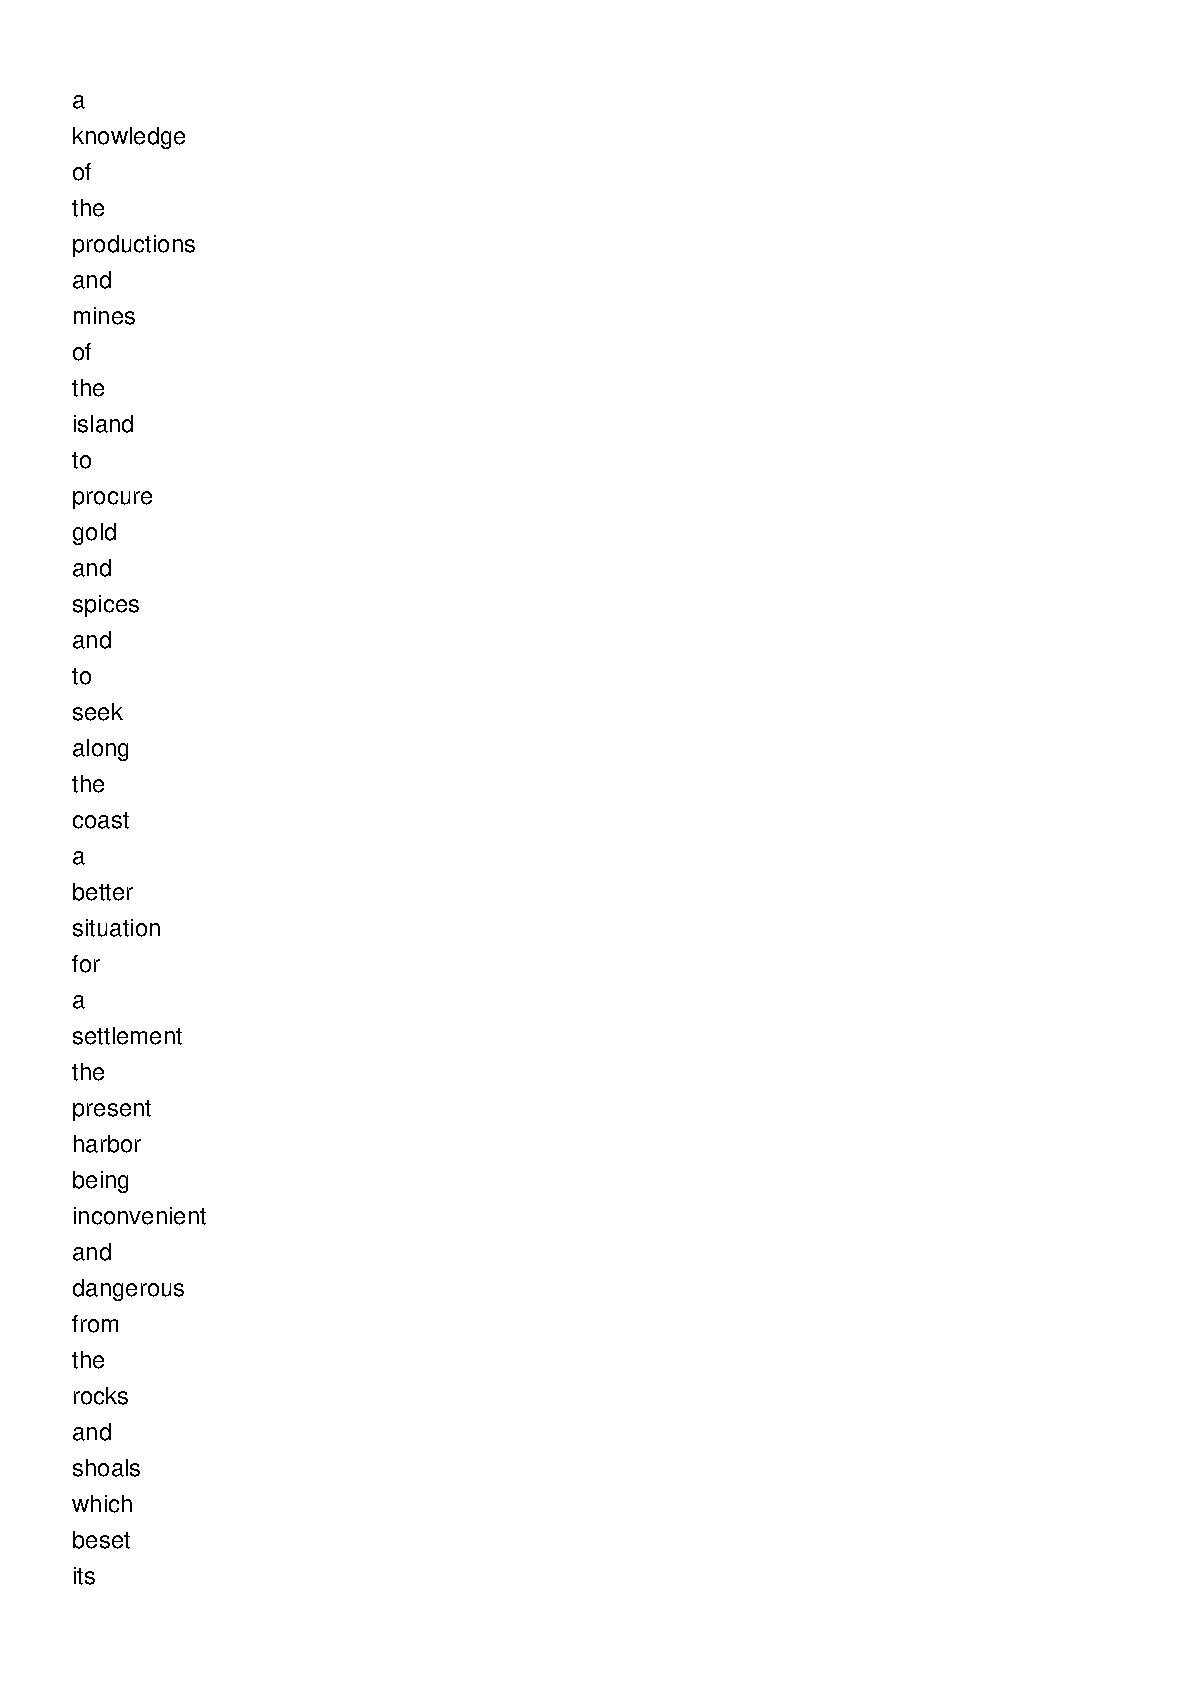 a
knowledge
of
the
productions
and
mines
of
the
island
to
procure
gold
and
spices
and
to
seek
along
the
coast
a
better
situation
for
a
settlement
the
present
harbor
being
inconvenient
and
dangerous
from
the
rocks
and
shoals
which
beset
its